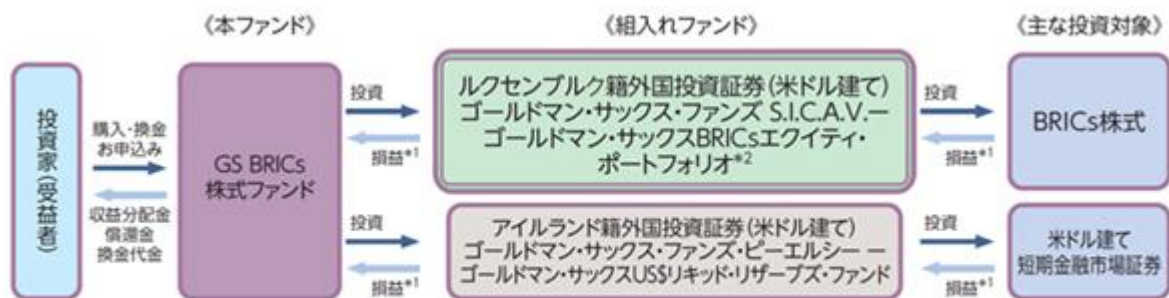 《本ファンド》
《組入れファンド》
《主な投資対象》
投資家(受益者)
購入・換金
お申込み
収益分配金
償還金
換金代金
GS BRICs
株式ファンド
投資
損益*1
投資
損益*1
ルクセンブルク籍外国投資証券(米ドル建て)
ゴールドマン・サックス・ファンズ S.I.C.A.V.ー
ゴールドマン・サックスBRICsエクイティ・
ポートフォリオ*2
アイルランド籍外国投資証券(米ドル建て)
ゴールドマン・サックス・ファンズ・ピーエルシー ー
ゴールドマン・サックスUS$リキッド・リザーブズ・ファンド
投資
損益*1
投資
損益*1
BRICs株式
米ドル建て
短期金融市場証券